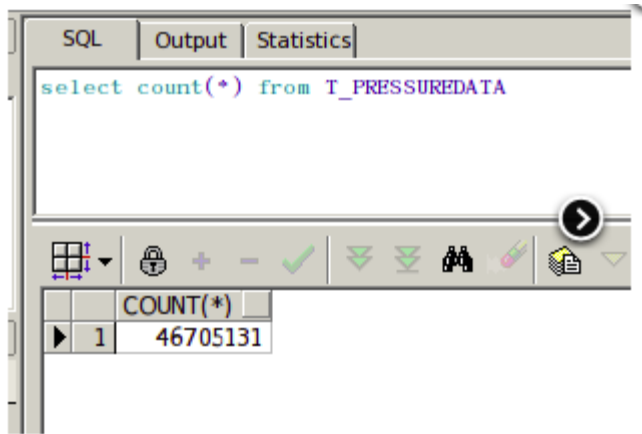 SQL Output Statistics
select count(*) from T_PRESSUREDATA
COUNT(*)
1 46705131